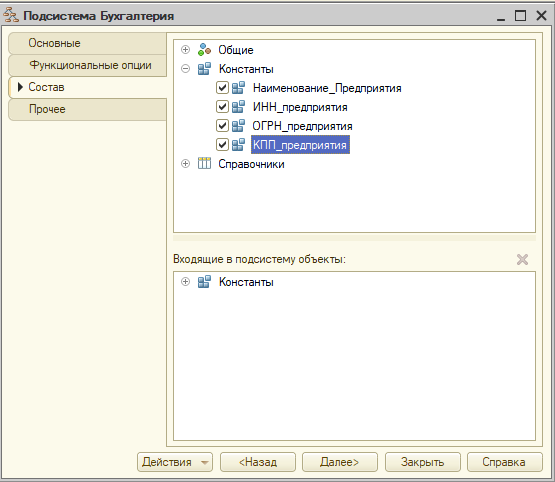 Подсистема Бухгалтерия
Основные
Функциональные опции
Состав
Прочее
Общие
Константы
Наименование_Предприятия
ИНН_предприятия
ОГРН_предприятия
КПП_предприятия
Справочники
Входящие в подсистему объекты:
Константы
Действия
<Назад
Далее>
Закрыть
Справка